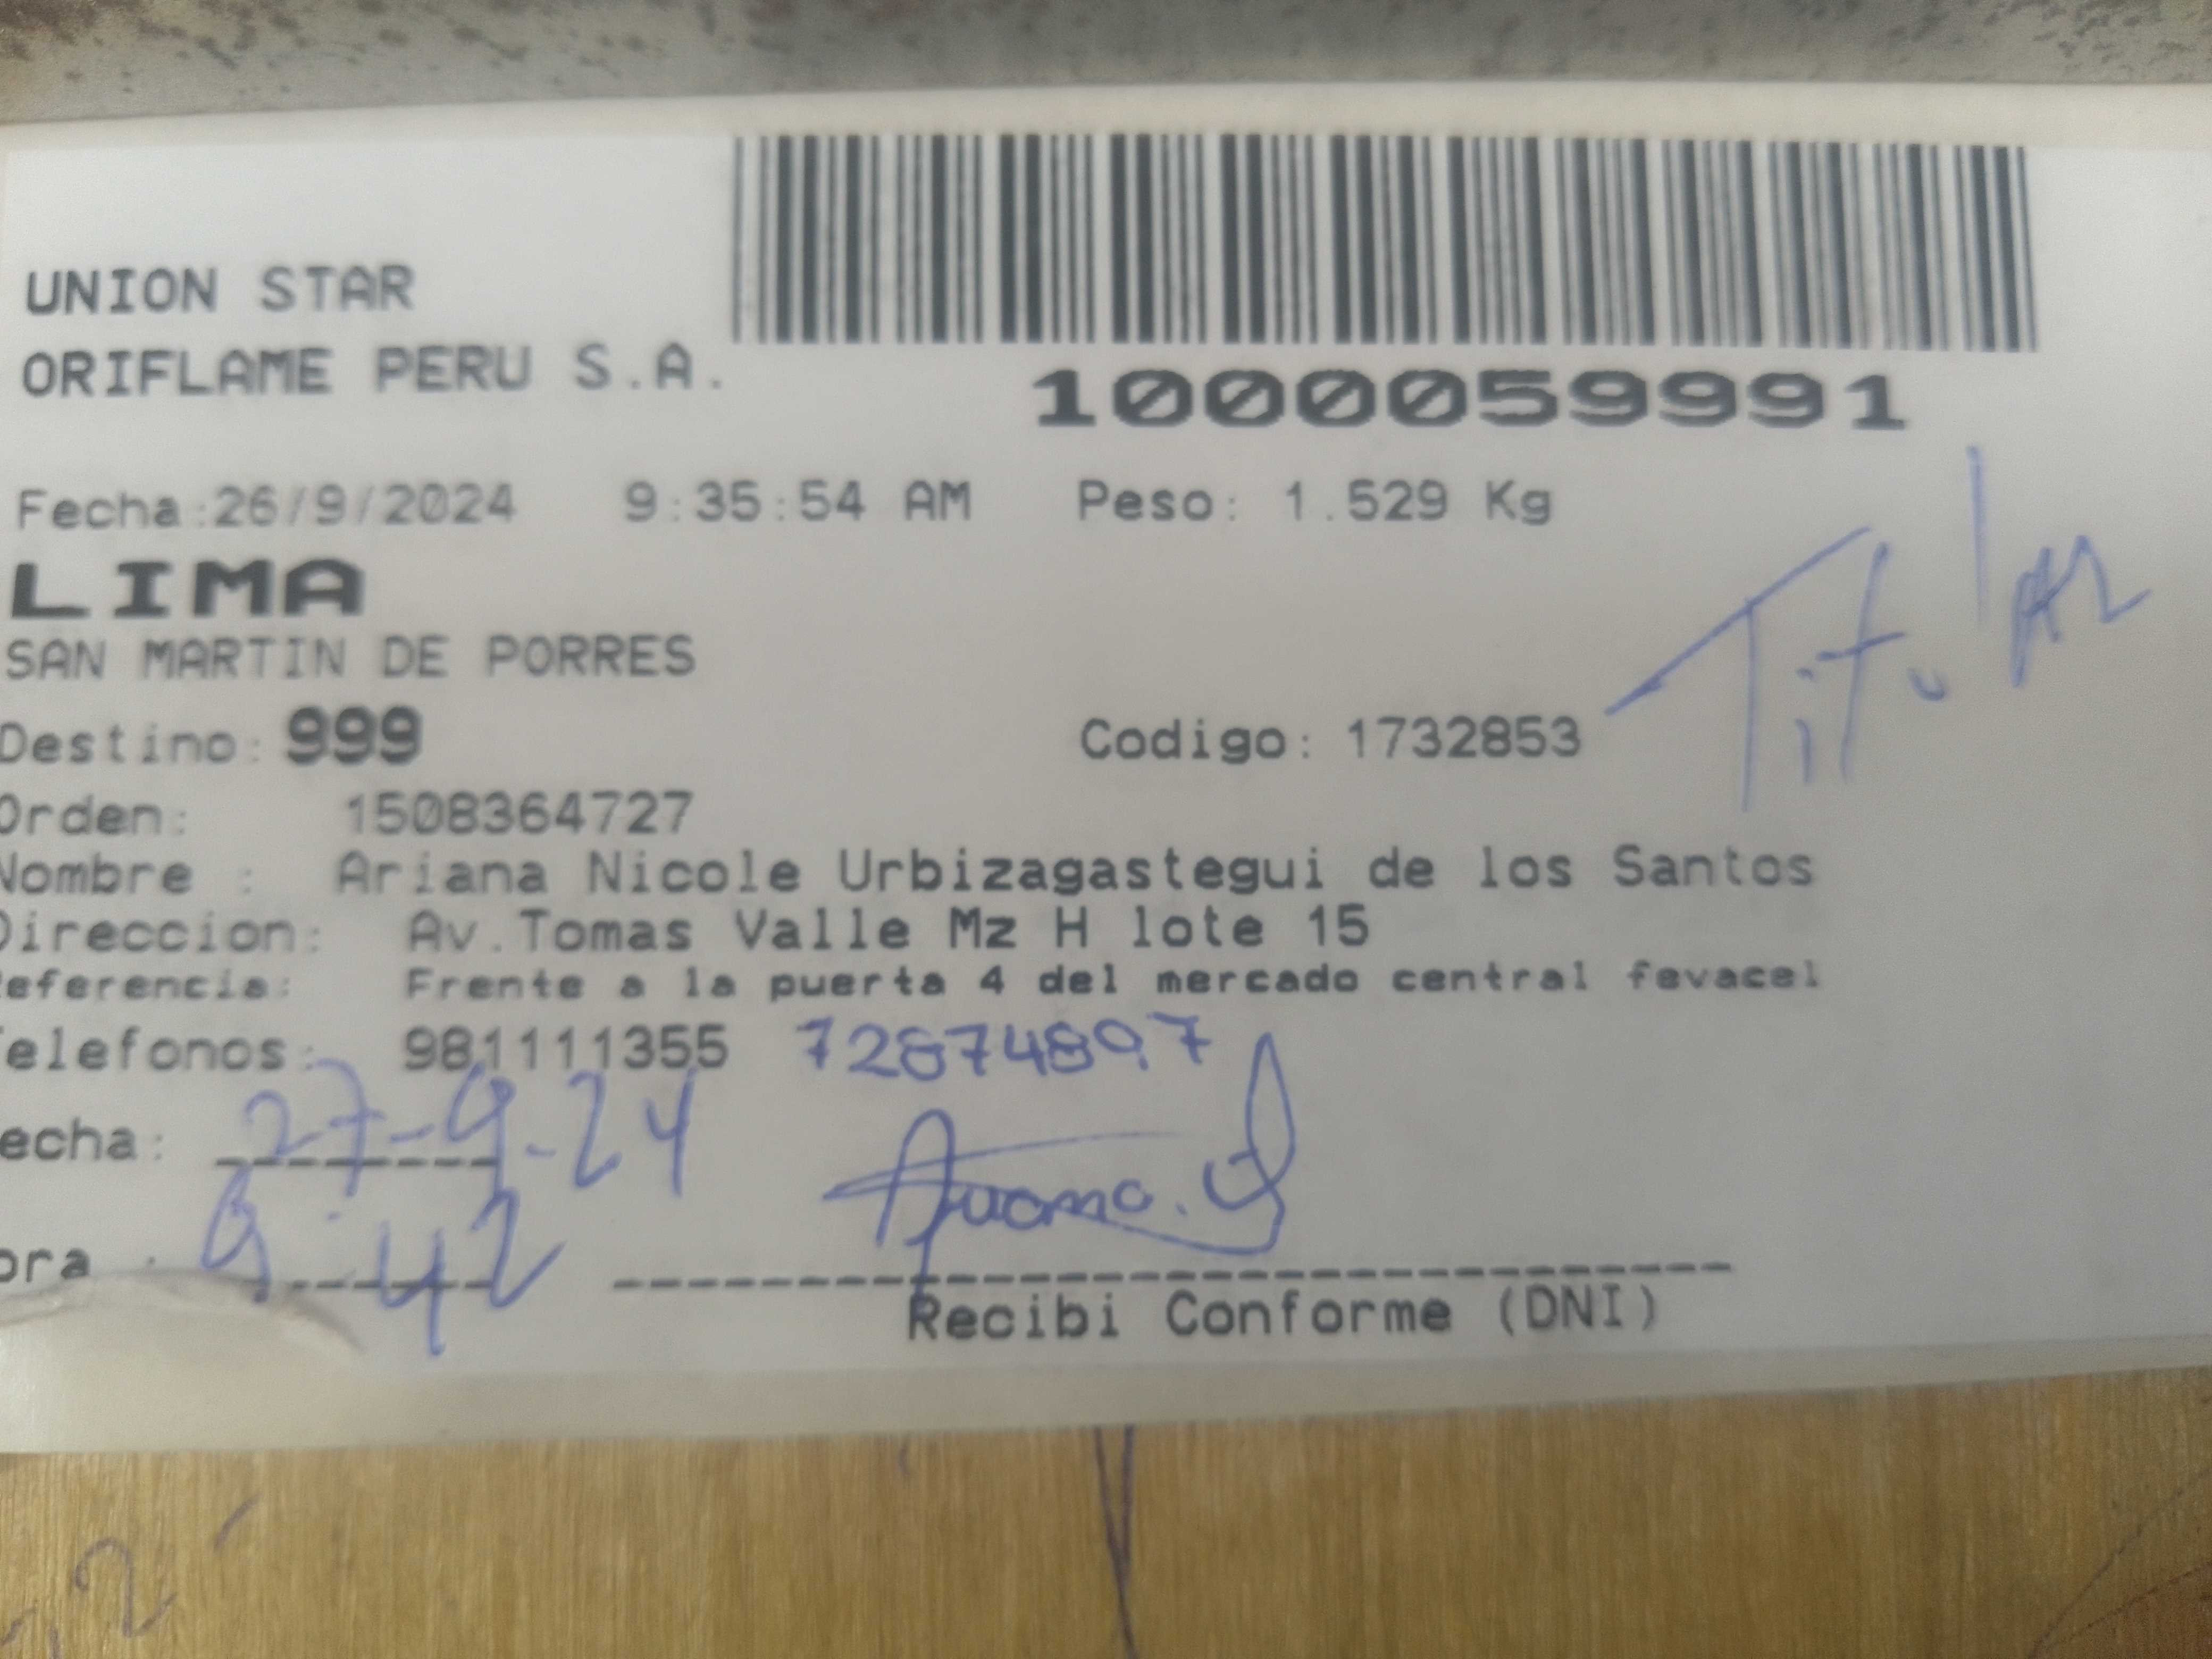 UNION STAR
ORIFLAME PERU S.A.
1000059991
Fecha:26/9/2024 9:35:54 AM Peso: 1.529 Kg
LIMA
SAN MARTIN DE PORRES
Titular
Destino: 999 Codigo: 1732853
Orden: 1508364727
Nombre : Ariana Nicole Urbizagastegui de los Santos
Direccion: Av.Tomas Valle Mz H lote 15
eferencia: Frente a la puerta 4 del mercado central fevacel
elefonos: 981111355 72874897
echa: 27-9-24
ora : 9:42
Recibi Conforme (DNI)